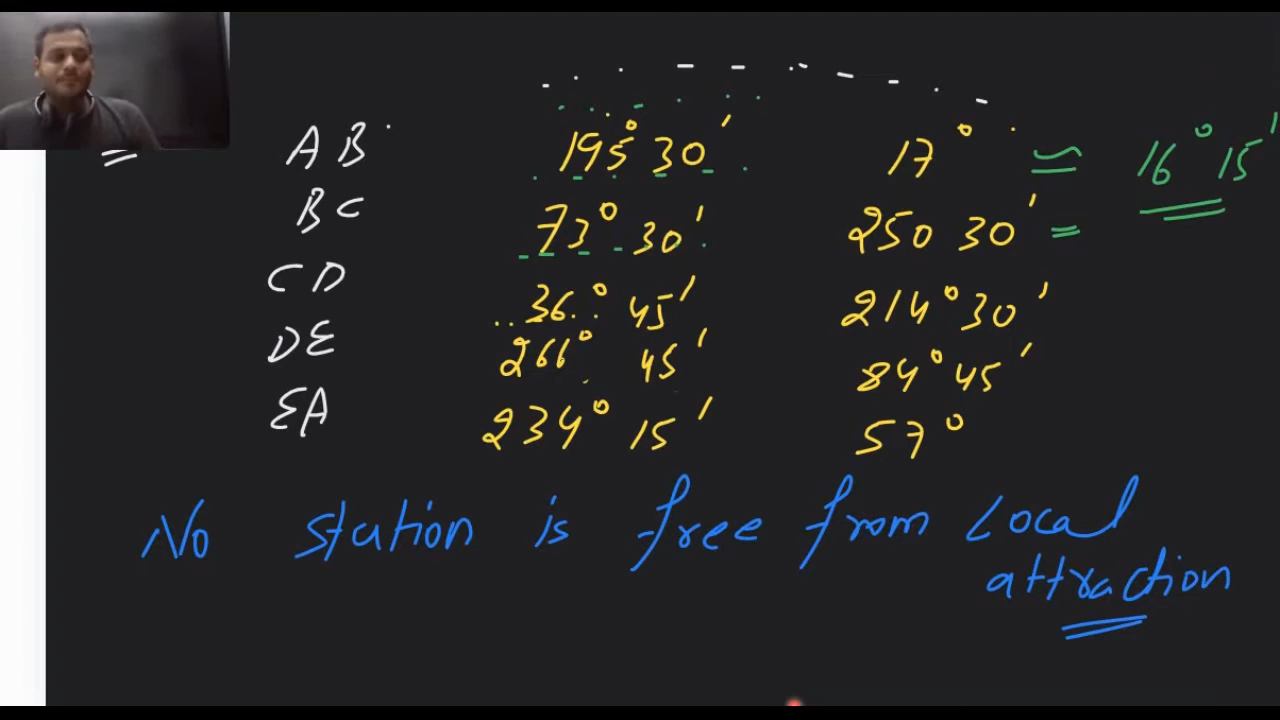 AB 195° 30' 17° ≃ 16° 15'
BC 73° 30' 250 30' =
CD 36° 45' 214° 30'
DE 266° 45' 84° 45'
EA 234° 15' 57°
No station is free from Local
attraction